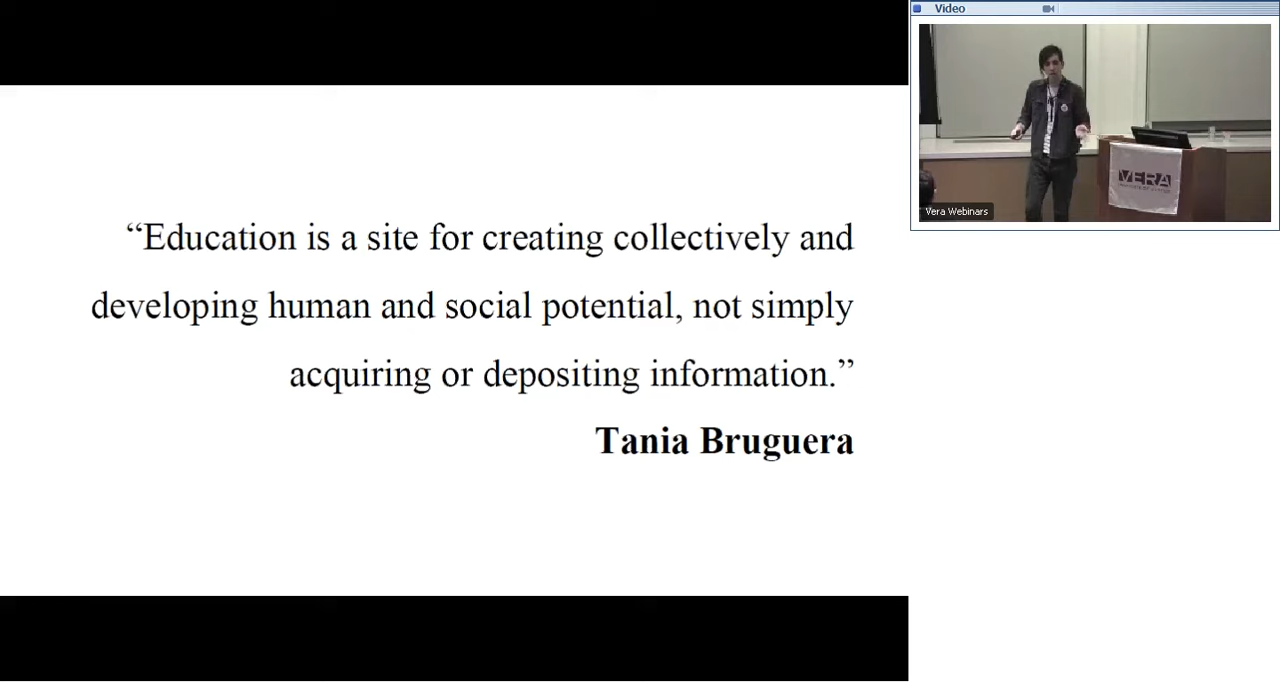 Video
VERA
Vera Webinars
“Education is a site for creating collectively and
developing human and social potential, not simply
acquiring or depositing information.”
Tania Bruguera